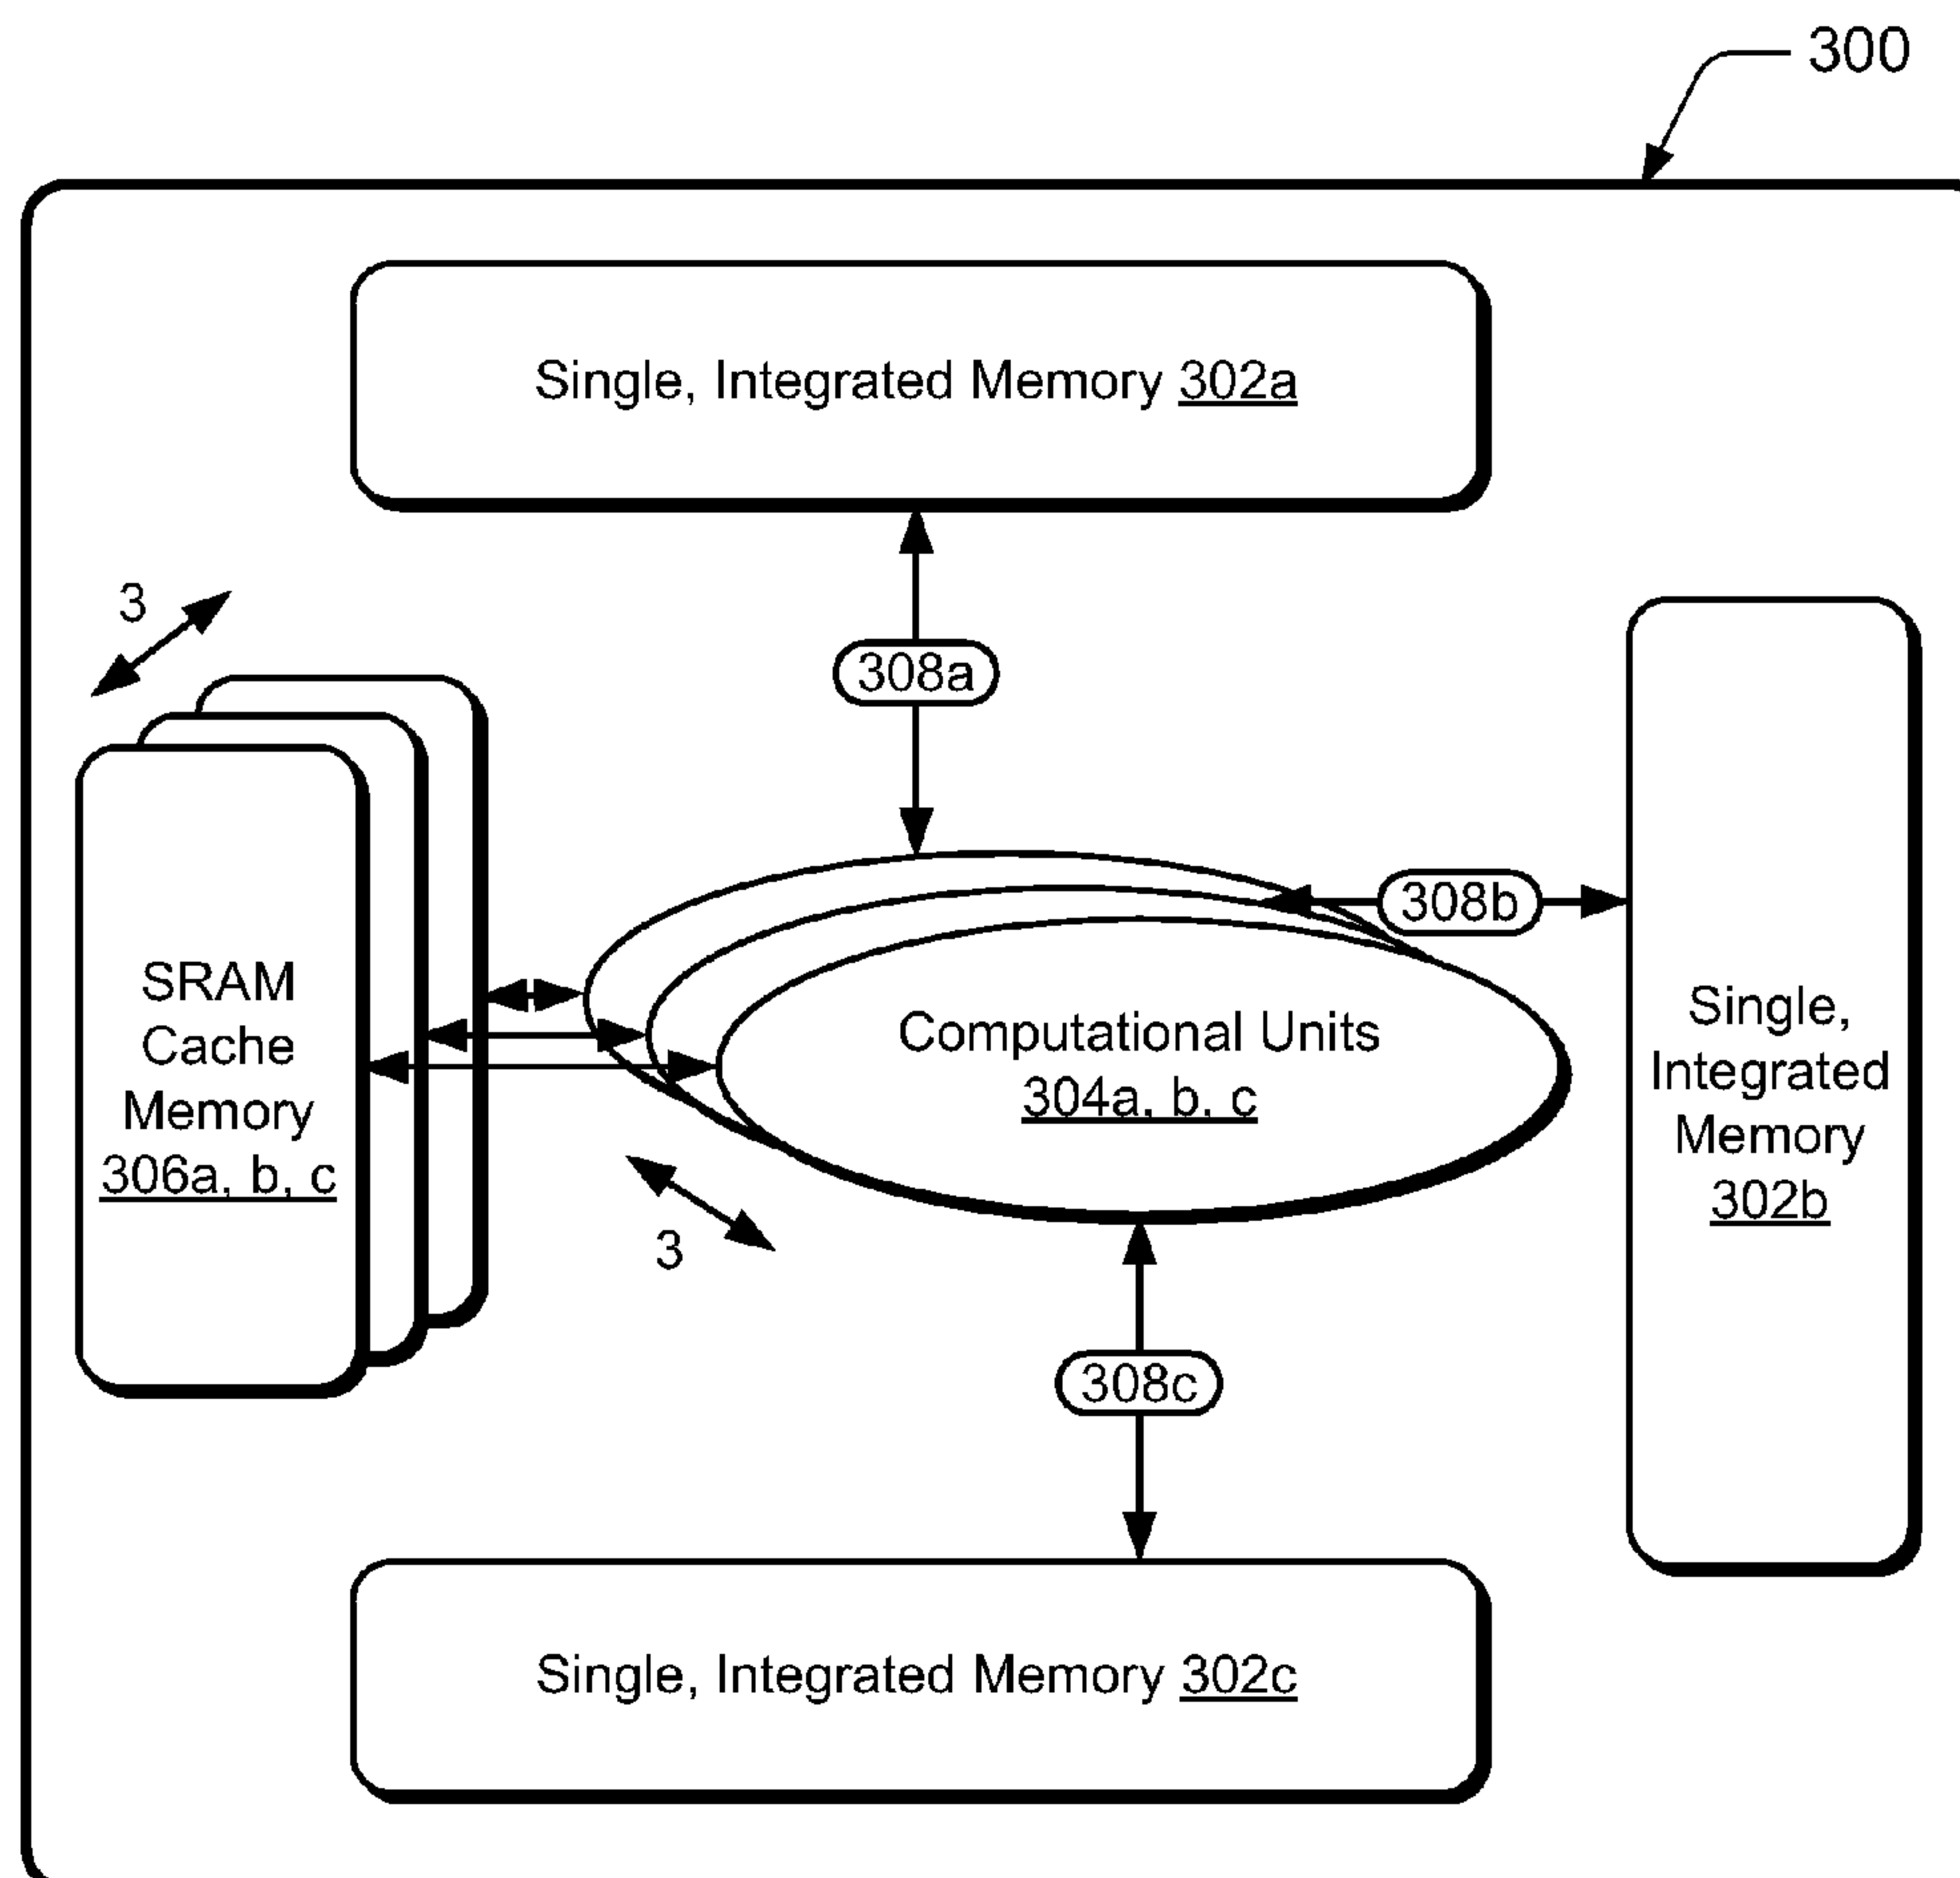 300
Single, Integrated Memory 302a
3
308a
308b
SRAM
Cache
Memory
306a, b, c
Computational Units
304a, b, c
Single,
Integrated
Memory
302b
3
308c
Single, Integrated Memory 302c